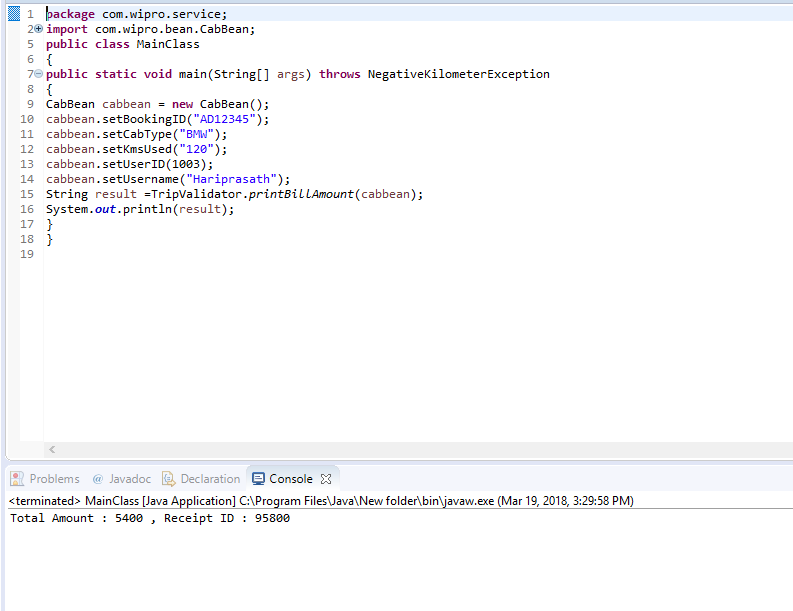 1 package com.wipro.service;
2 import com.wipro.bean.CabBean;
5 public class MainClass
6 {
7 public static void main(String[] args) throws NegativeKilometerException
8 {
9 CabBean cabbean = new CabBean();
10 cabbean.setBookingID("AD12345");
11 cabbean.setCabType("BMW");
12 cabbean.setKmsUsed("120");
13 cabbean.setUserID(1003);
14 cabbean.setUsername("Hariprasath");
15 String result =TripValidator.printBillAmount(cabbean);
16 System.out.println(result);
17 }
18 }
19
Problems @ Javadoc Declaration Console
<terminated> MainClass [Java Application] C:\Program Files\Java\New folder\bin\javaw.exe (Mar 19, 2018, 3:29:58 PM)
Total Amount : 5400 , Receipt ID : 95800